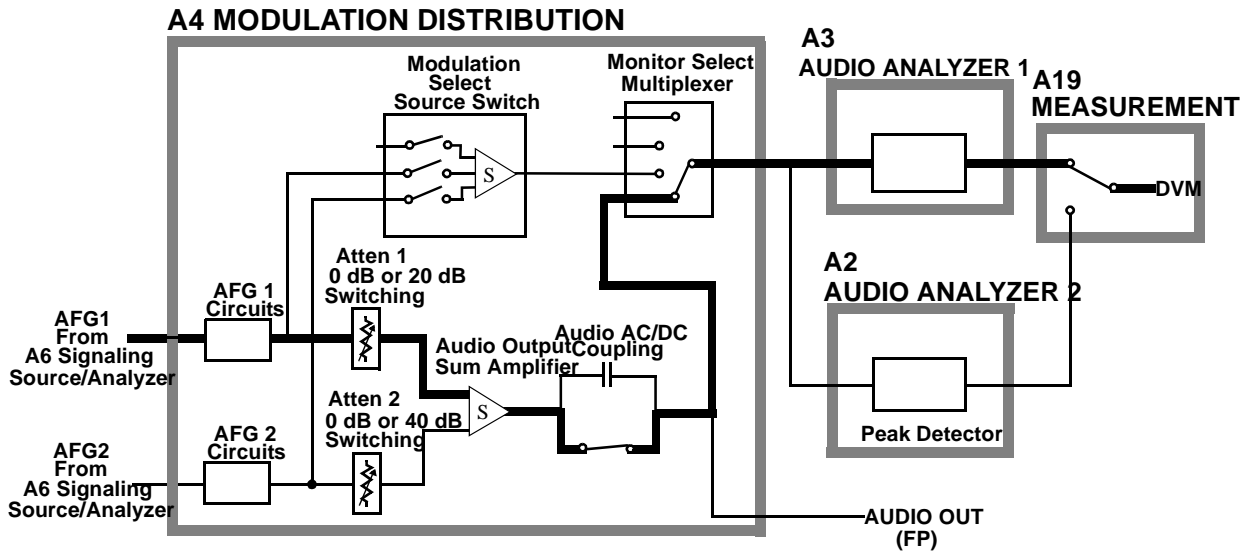 A4 MODULATION DISTRIBUTION
Modulation
Select
Source Switch
S
Monitor Select
Multiplexer
A3
AUDIO ANALYZER 1
A19
MEASUREMENT
DVM
A2
AUDIO ANALYZER 2
Peak Detector
Atten 1
0 dB or 20 dB
Switching
AFG 1
Circuits
AFG1
From
A6 Signaling
Source/Analyzer
Audio Output
Sum Amplifier
S
Audio AC/DC
Coupling
Atten 2
0 dB or 40 dB
Switching
AFG 2
Circuits
AFG2
From
A6 Signaling
Source/Analyzer
AUDIO OUT
(FP)